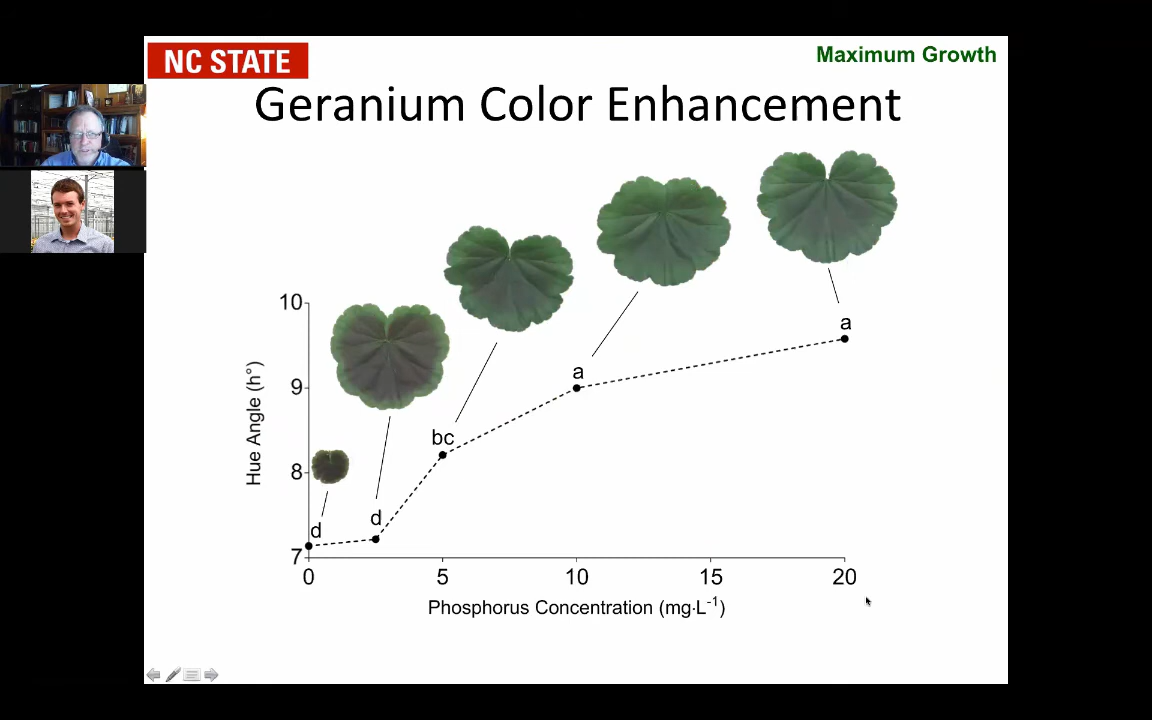 NC STATE
Maximum Growth
Geranium Color Enhancement
10
9
8
7
Hue Angle (h°)
d
d
bc
a
a
0 5 10 15 20
Phosphorus Concentration (mg·L⁻¹)